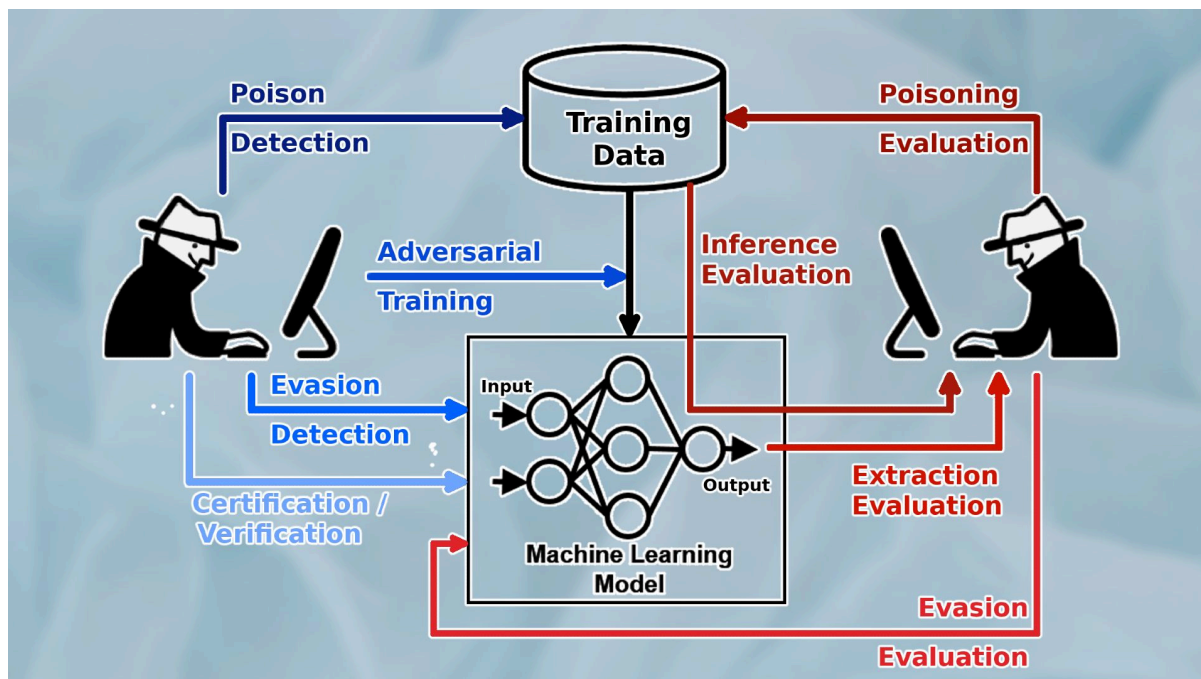 Poison
Detection
Training
Data
Poisoning
Evaluation
Adversarial
Training
Inference
Evaluation
Evasion
Detection
Input
Output
Certification /
Verification
Extraction
Evaluation
Machine Learning
Model
Evasion
Evaluation